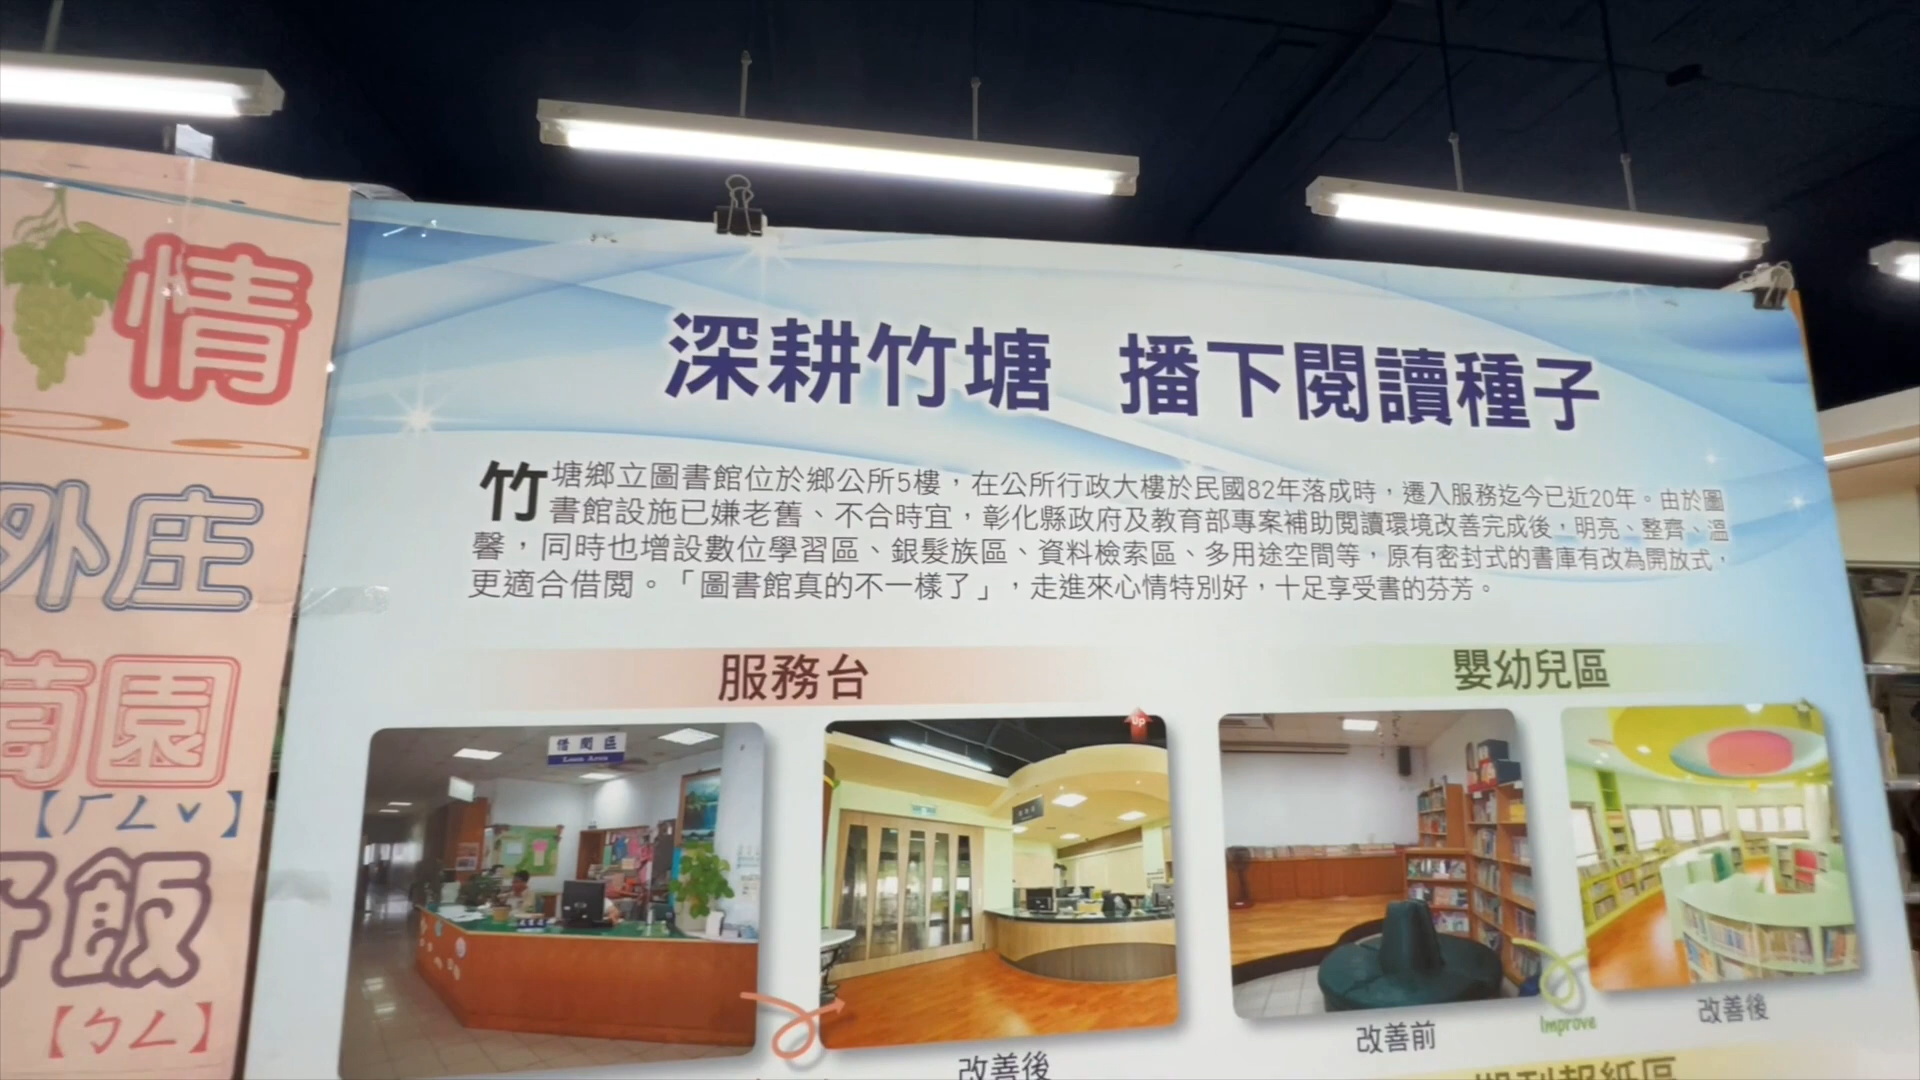 情
外庄
園
【ㄏㄥˇ】
飯
【ㄅㄥ】
深耕竹塘 播下閱讀種子
竹塘鄉立圖書館位於鄉公所5樓，在公所行政大樓於民國82年落成時，遷入服務迄今已近20年。由於圖
書館設施已嫌老舊、不合時宜，彰化縣政府及教育部專案補助閱讀環境改善完成後，明亮、整齊、溫
馨，同時也增設數位學習區、銀髮族區、資料檢索區、多用途空間等，原有密封式的書庫有改為開放式，
更適合借閱。「圖書館真的不一樣了」，走進來心情特別好，十足享受書的芬芳。
服務台
嬰幼兒區
借閱區
Loan Area
Up
改善後
改善前
Improve
改善後
期刊報紙區